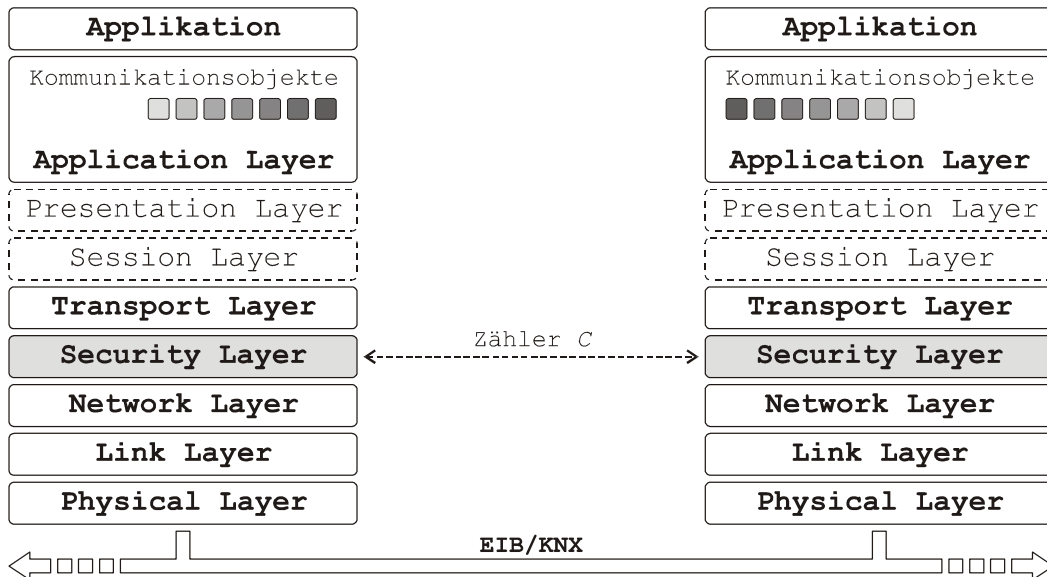 Applikation
Kommunikationsobjekte
Application Layer
Presentation Layer
Session Layer
Transport Layer
Security Layer
Network Layer
Link Layer
Physical Layer
Zähler C
Applikation
Kommunikationsobjekte
Application Layer
Presentation Layer
Session Layer
Transport Layer
Security Layer
Network Layer
Link Layer
Physical Layer
EIB/KNX